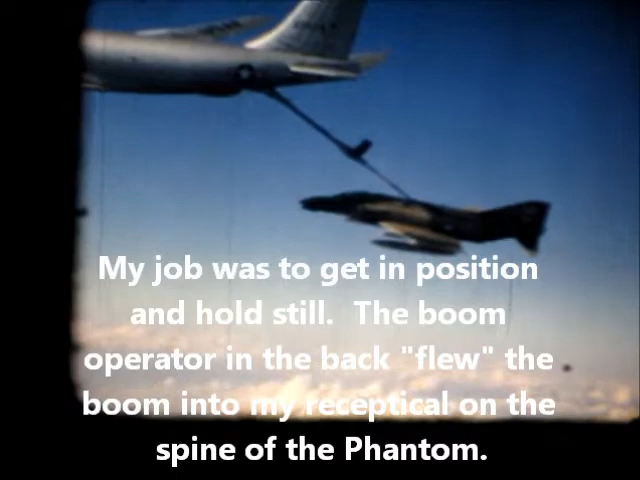 My job was to get in position
and hold still.  The boom
operator in the back "flew" the
boom into my receptical on the
spine of the Phantom.